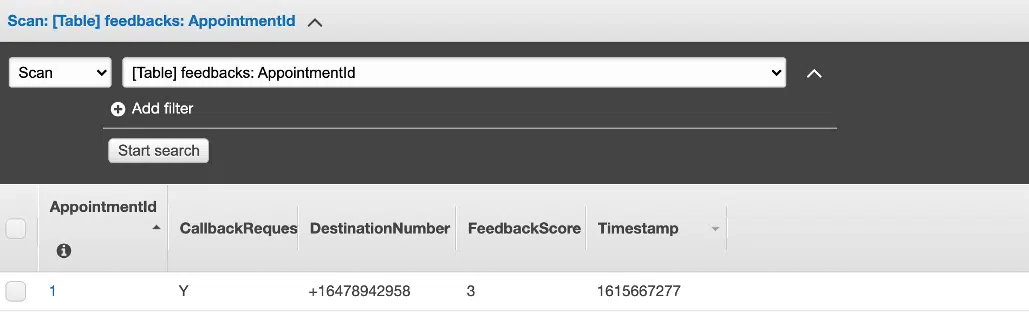 Scan: [Table] feedbacks: AppointmentId
Scan [Table] feedbacks: AppointmentId
Add filter
Start search
AppointmentId CallbackReques DestinationNumber FeedbackScore Timestamp
1 Y +16478942958 3 1615667277